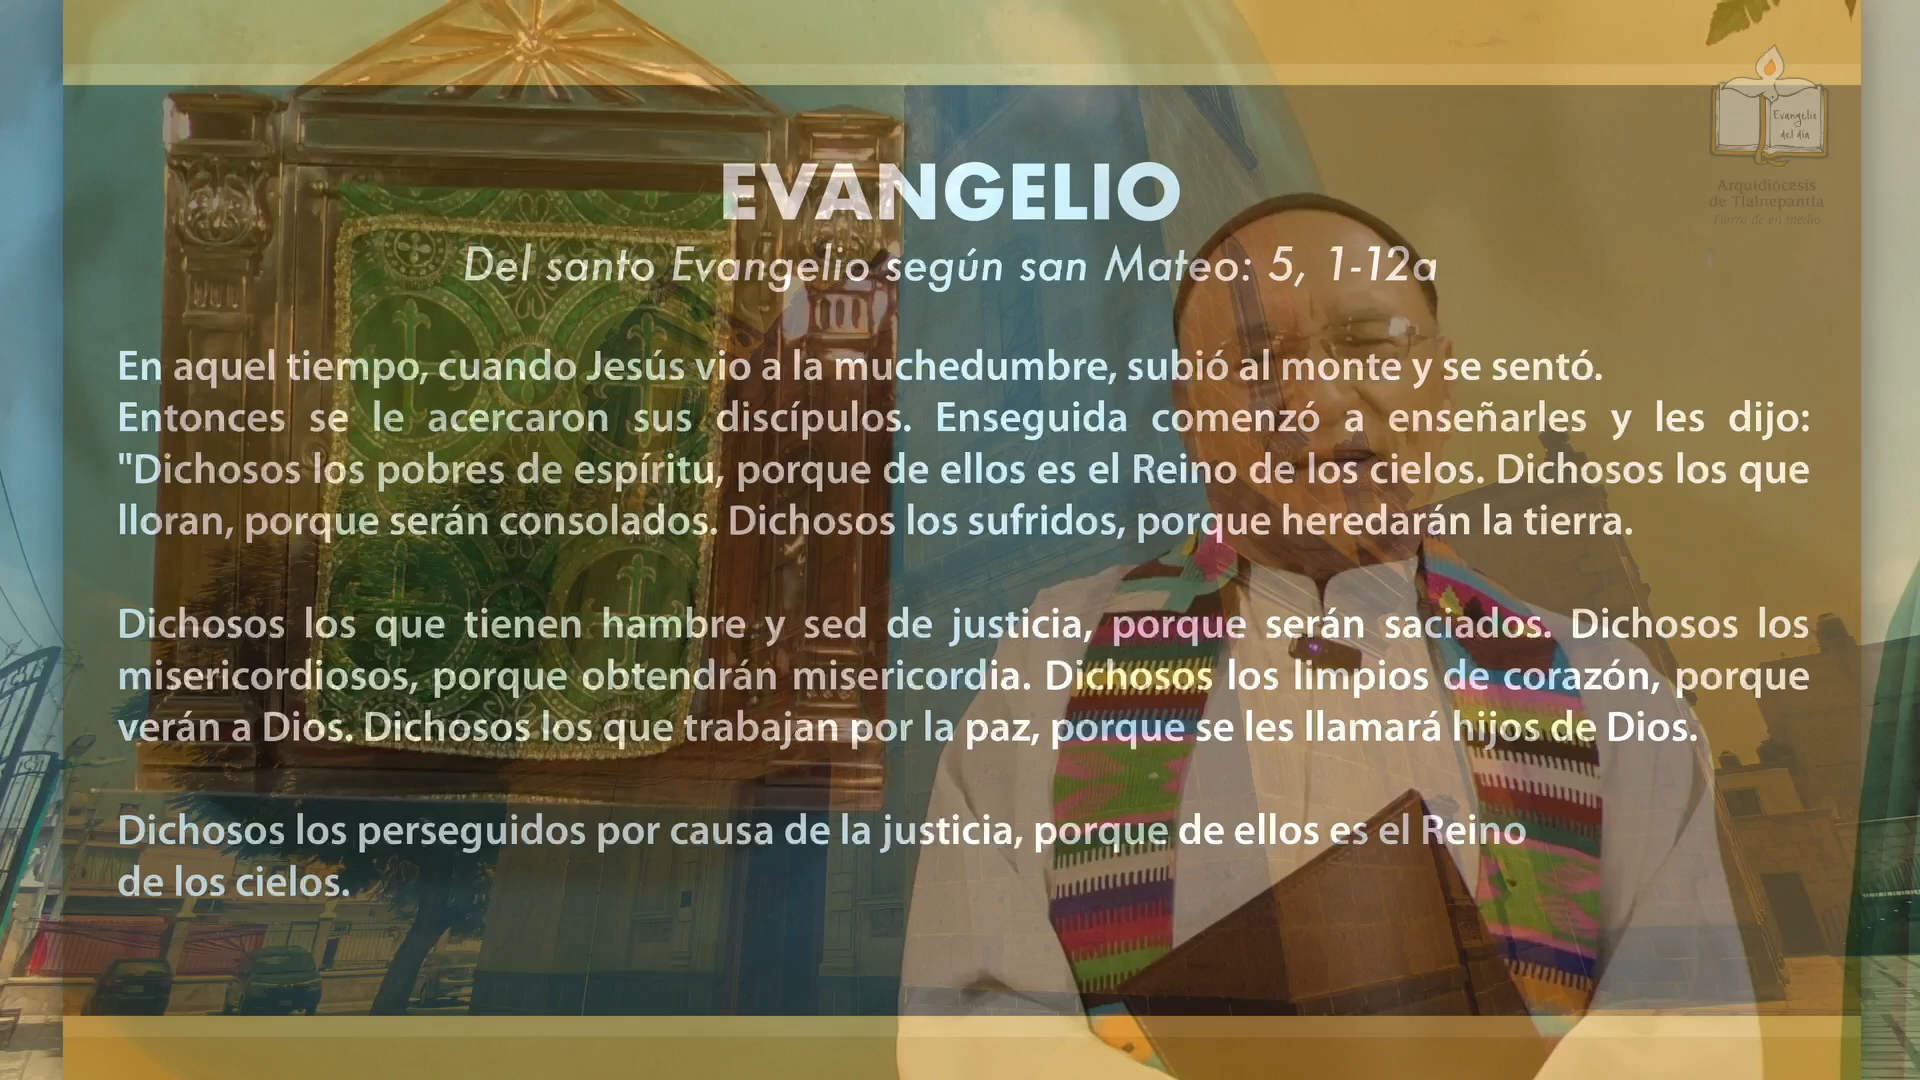 Evangelio
del día
Arquidiócesis
de Tlalnepantla
Tierra de en medio
EVANGELIO
Del santo Evangelio según san Mateo: 5, 1-12a
En aquel tiempo, cuando Jesús vio a la muchedumbre, subió al monte y se sentó.
Entonces se le acercaron sus discípulos. Enseguida comenzó a enseñarles y les dijo:
"Dichosos los pobres de espíritu, porque de ellos es el Reino de los cielos. Dichosos los que
lloran, porque serán consolados. Dichosos los sufridos, porque heredarán la tierra.
Dichosos los que tienen hambre y sed de justicia, porque serán saciados. Dichosos los
misericordiosos, porque obtendrán misericordia. Dichosos los limpios de corazón, porque
verán a Dios. Dichosos los que trabajan por la paz, porque se les llamará hijos de Dios.
Dichosos los perseguidos por causa de la justicia, porque de ellos es el Reino
de los cielos.